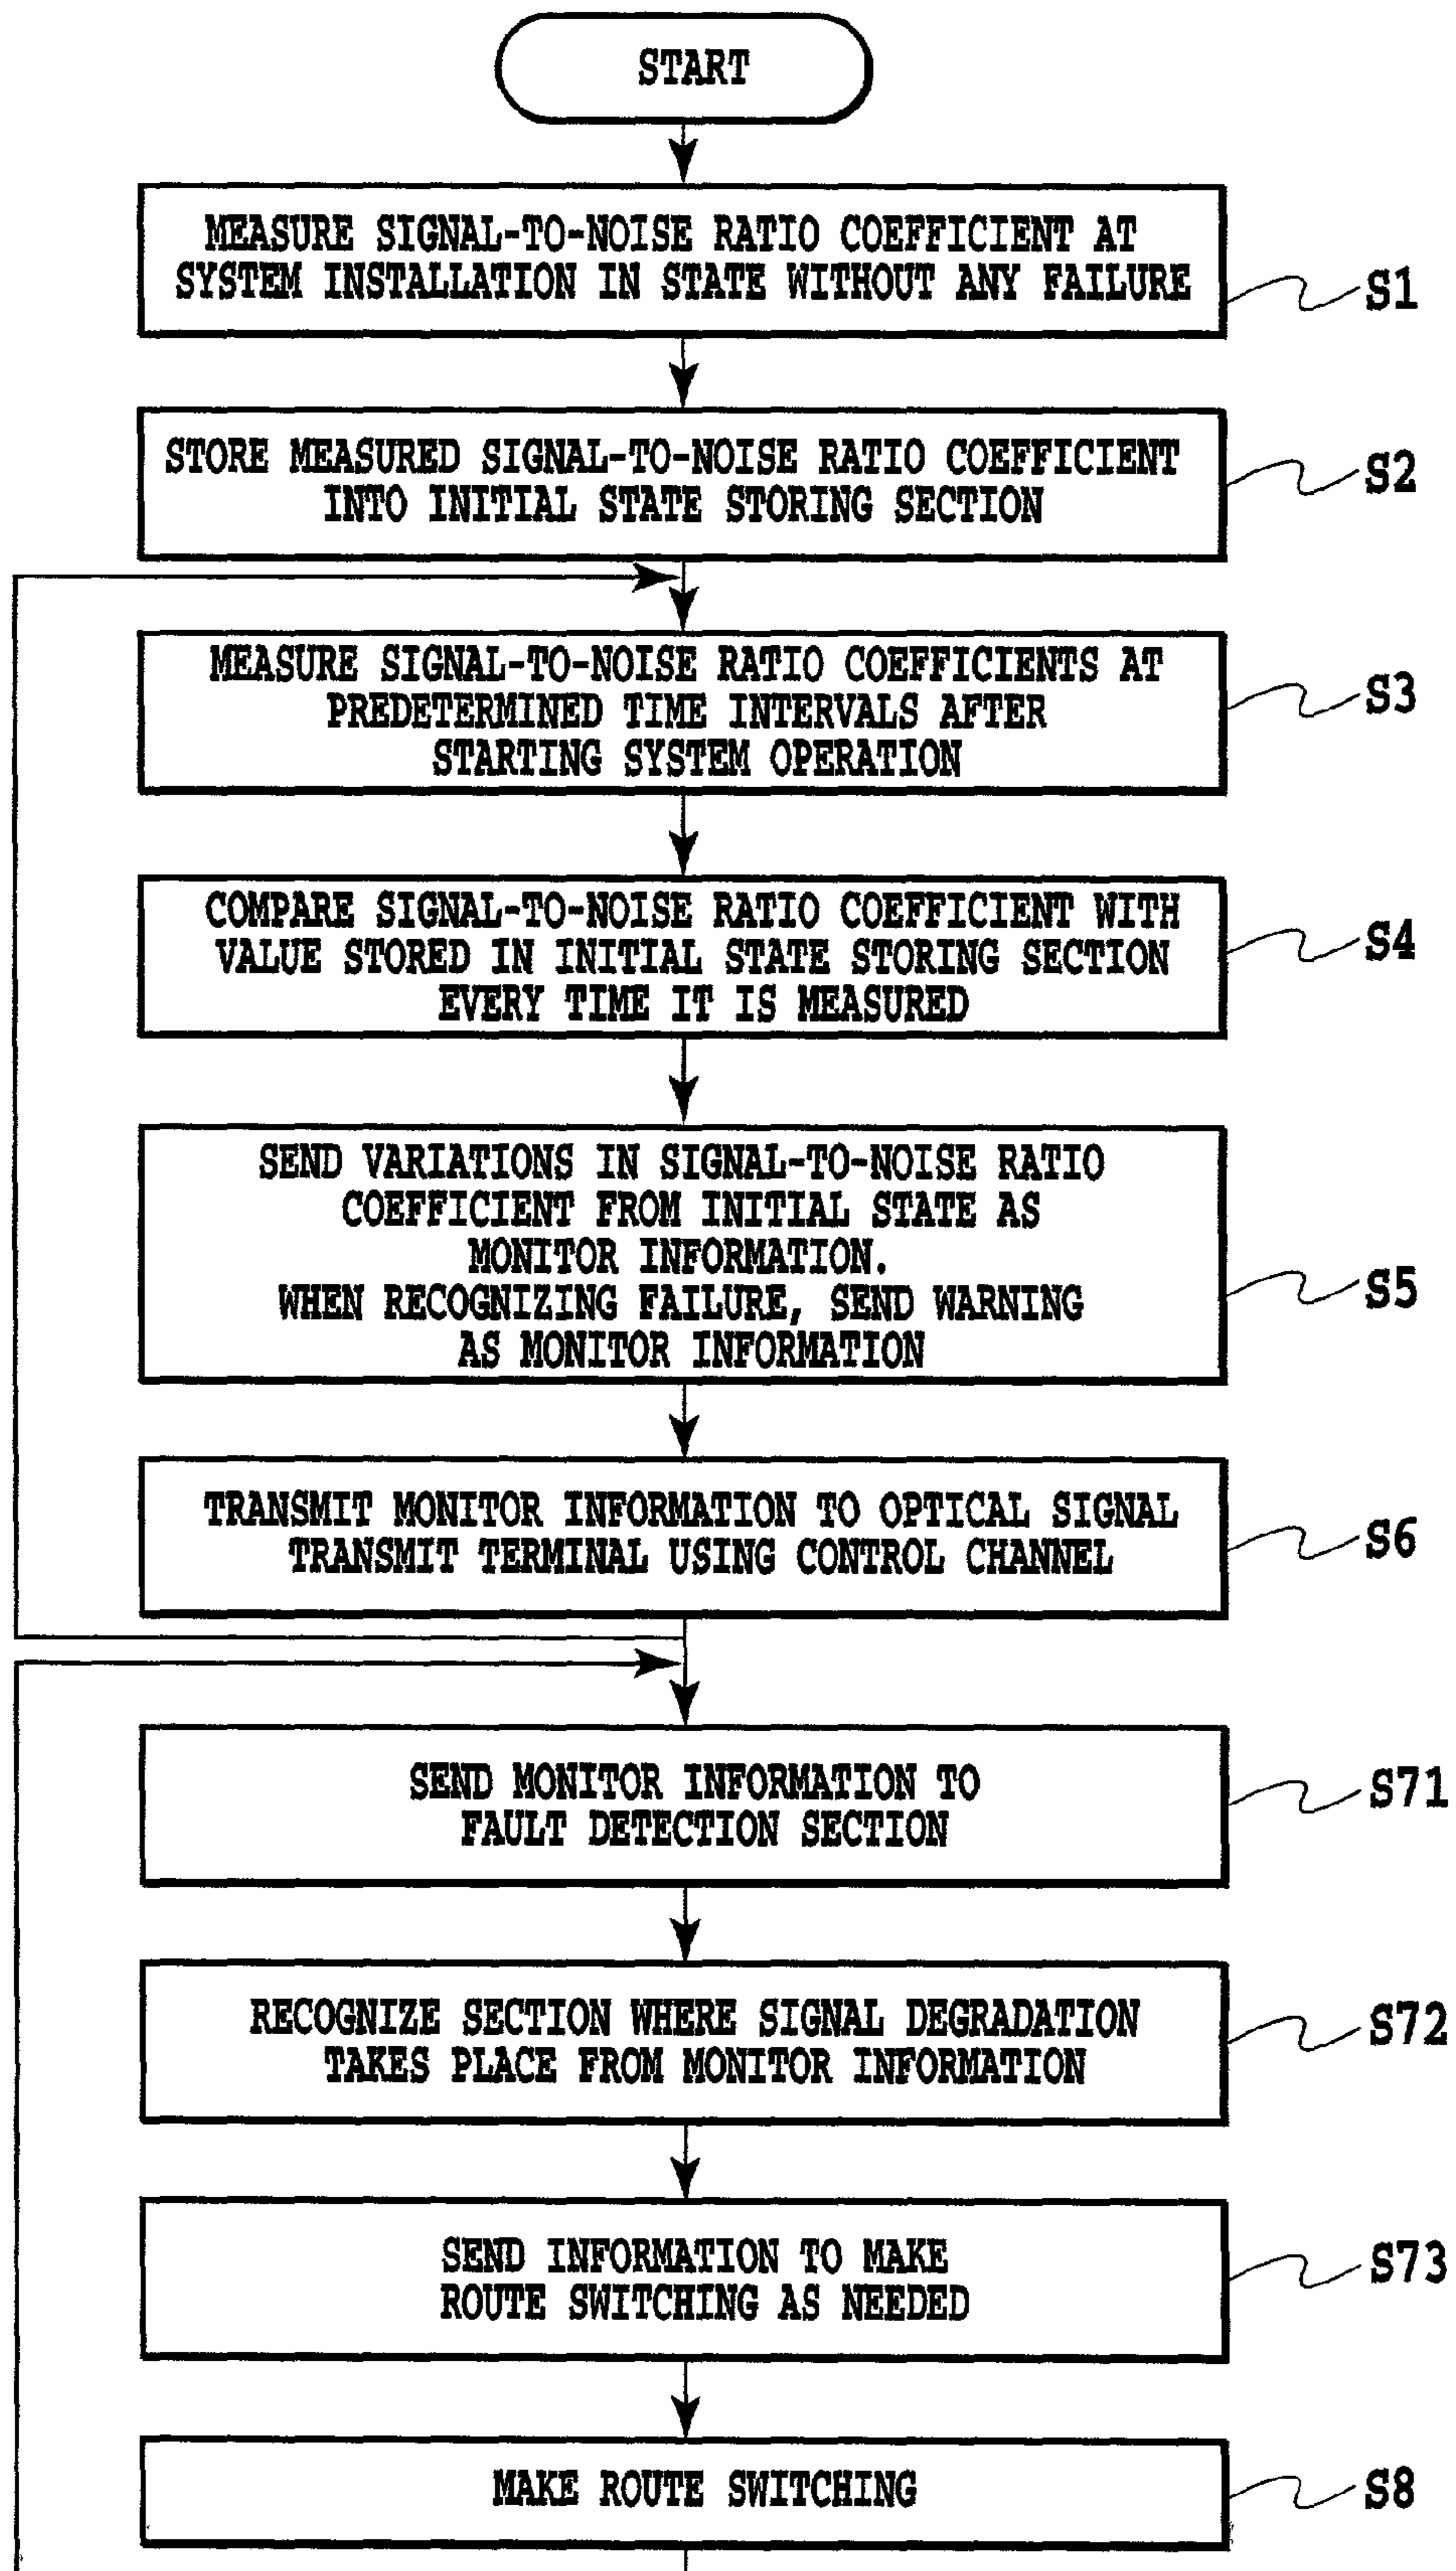 START
MEASURE SIGNAL-TO-NOISE RATIO COEFFICIENT AT
SYSTEM INSTALLATION IN STATE WITHOUT ANY FAILURE
S1
STORE MEASURED SIGNAL-TO-NOISE RATIO COEFFICIENT
INTO INITIAL STATE STORING SECTION
S2
MEASURE SIGNAL-TO-NOISE RATIO COEFFICIENTS AT
PREDETERMINED TIME INTERVALS AFTER
STARTING SYSTEM OPERATION
S3
COMPARE SIGNAL-TO-NOISE RATIO COEFFICIENT WITH
VALUE STORED IN INITIAL STATE STORING SECTION
EVERY TIME IT IS MEASURED
S4
SEND VARIATIONS IN SIGNAL-TO-NOISE RATIO
COEFFICIENT FROM INITIAL STATE AS
MONITOR INFORMATION.
WHEN RECOGNIZING FAILURE, SEND WARNING
AS MONITOR INFORMATION
S5
TRANSMIT MONITOR INFORMATION TO OPTICAL SIGNAL
TRANSMIT TERMINAL USING CONTROL CHANNEL
S6
SEND MONITOR INFORMATION TO
FAULT DETECTION SECTION
S71
RECOGNIZE SECTION WHERE SIGNAL DEGRADATION
TAKES PLACE FROM MONITOR INFORMATION
S72
SEND INFORMATION TO MAKE
ROUTE SWITCHING AS NEEDED
S73
MAKE ROUTE SWITCHING
S8